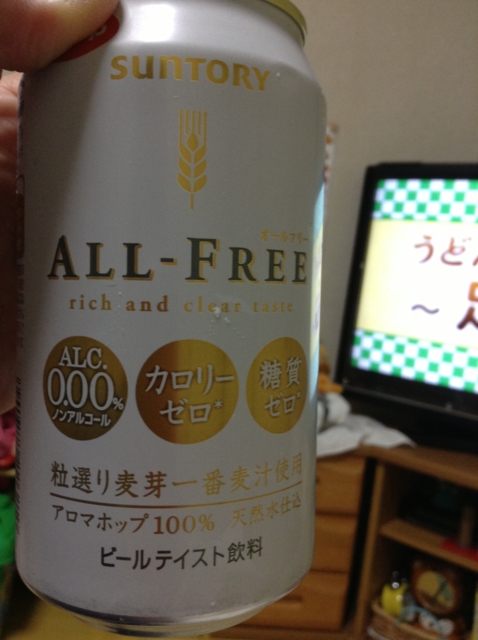 SUNTORY
オールフリー
ALL-FREE
rich and clear taste
ALC.
0.00%
ノンアルコール
カロリー
ゼロ*
糖質
ゼロ*
粒選り麦芽一番麦汁使用
アロマホップ100% 天然水仕込
ビールテイスト飲料
うどん
～